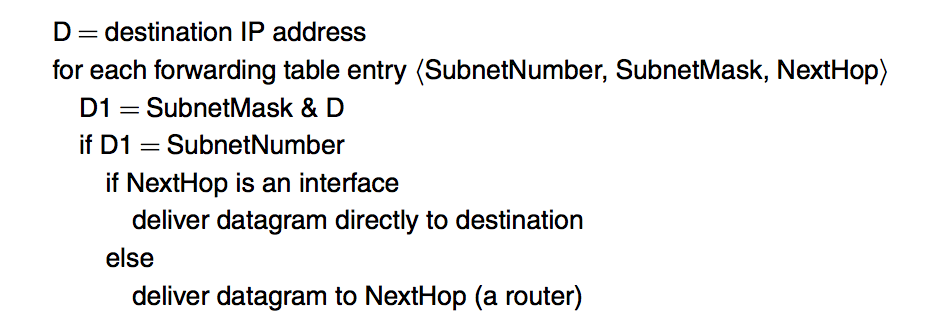 D = destination IP address
for each forwarding table entry ⟨SubnetNumber, SubnetMask, NextHop⟩
D1 = SubnetMask & D
if D1 = SubnetNumber
if NextHop is an interface
deliver datagram directly to destination
else
deliver datagram to NextHop (a router)